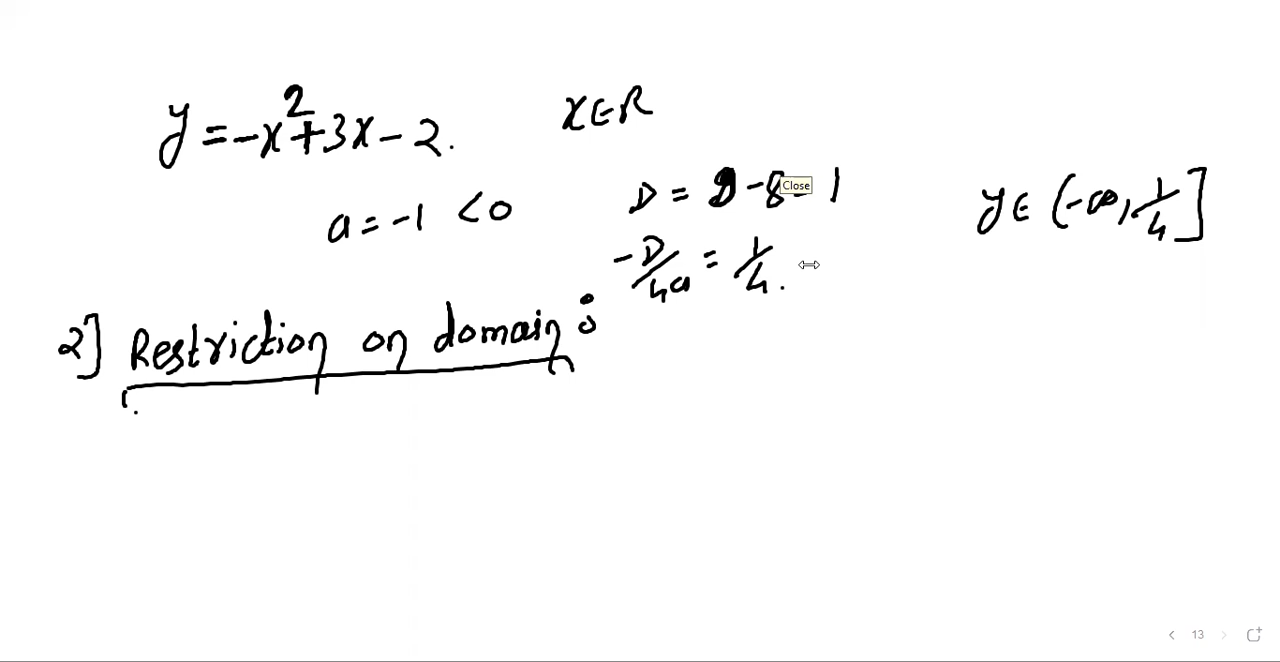 y = -x²+3x-2. x∈R
a = -1 <0
D = 9-8= 1
Close
-D/4a = 1/4.
y ∈ (-∞, 1/4]
2] Restriction on domain :
13